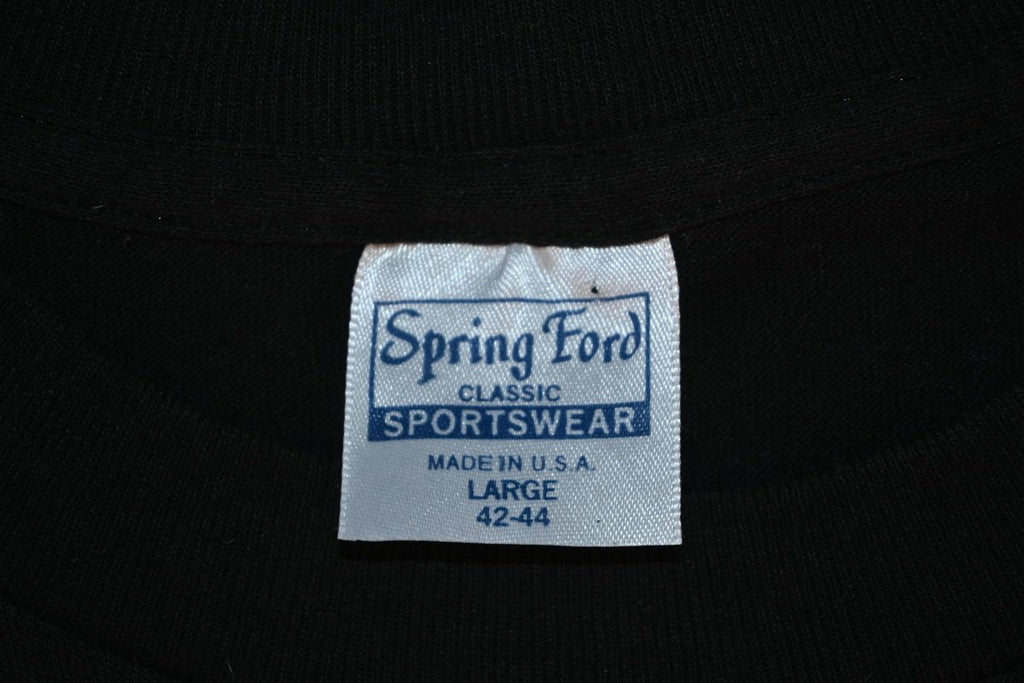 Spring Ford
CLASSIC
SPORTSWEAR
MADE IN U.S.A.
LARGE
42-44